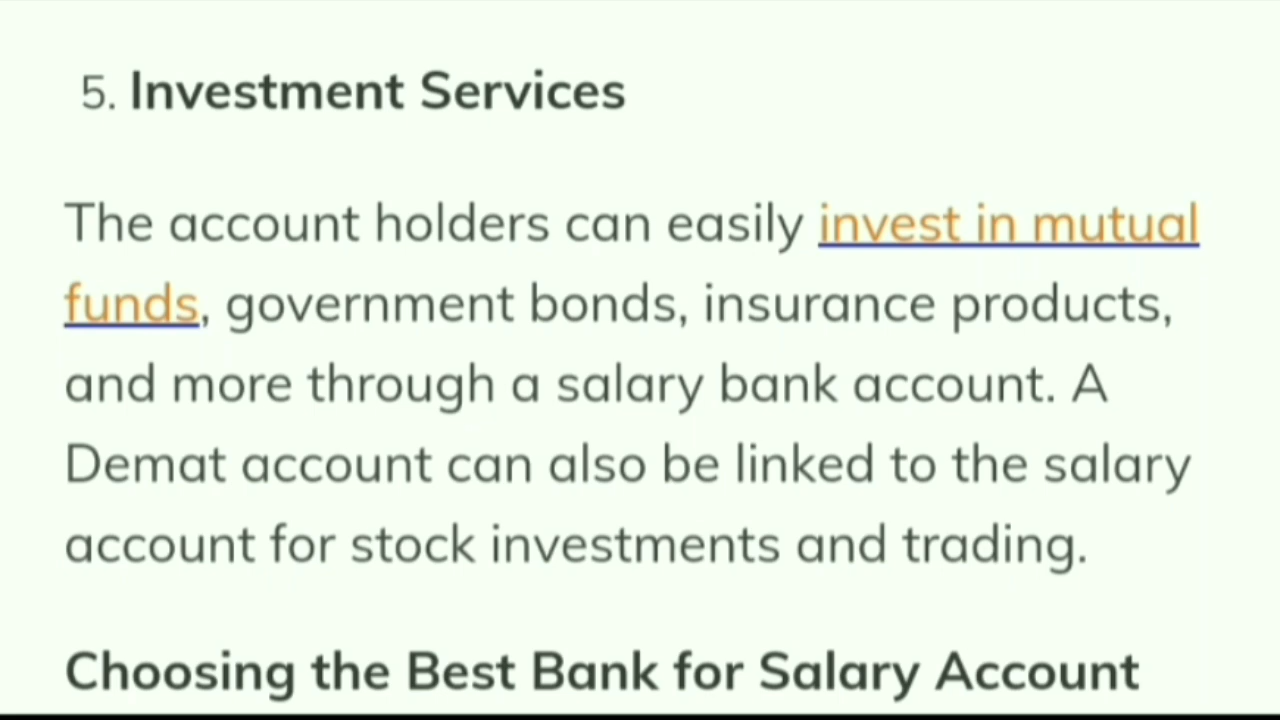 5. Investment Services
The account holders can easily invest in mutual
funds, government bonds, insurance products,
and more through a salary bank account. A
Demat account can also be linked to the salary
account for stock investments and trading.
Choosing the Best Bank for Salary Account